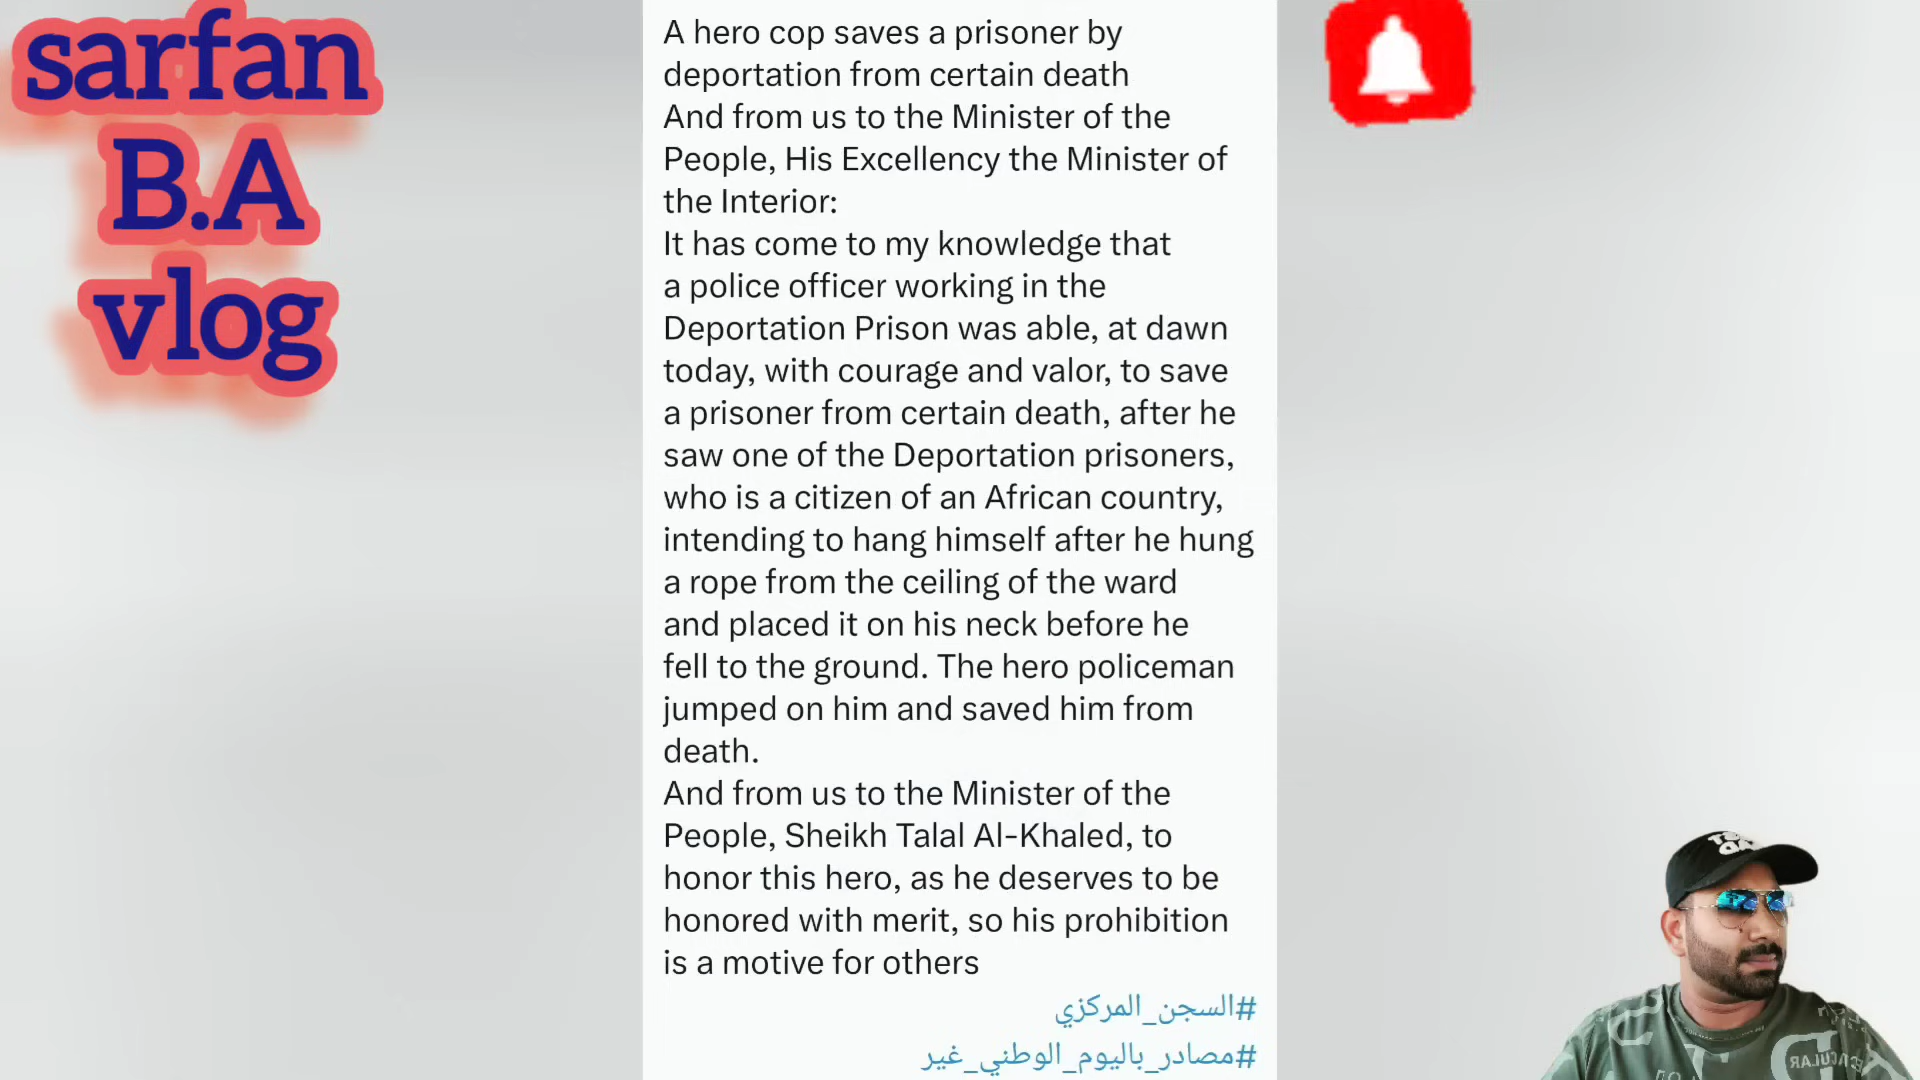 sarfan
B.A
vlog
A hero cop saves a prisoner by
deportation from certain death
And from us to the Minister of the
People, His Excellency the Minister of
the Interior:
It has come to my knowledge that
a police officer working in the
Deportation Prison was able, at dawn
today, with courage and valor, to save
a prisoner from certain death, after he
saw one of the Deportation prisoners,
who is a citizen of an African country,
intending to hang himself after he hung
a rope from the ceiling of the ward
and placed it on his neck before he
fell to the ground. The hero policeman
jumped on him and saved him from
death.
And from us to the Minister of the
People, Sheikh Talal Al-Khaled, to
honor this hero, as he deserves to be
honored with merit, so his prohibition
is a motive for others
#السجن_المركزي
#مصادر_باليوم_الوطني_غير